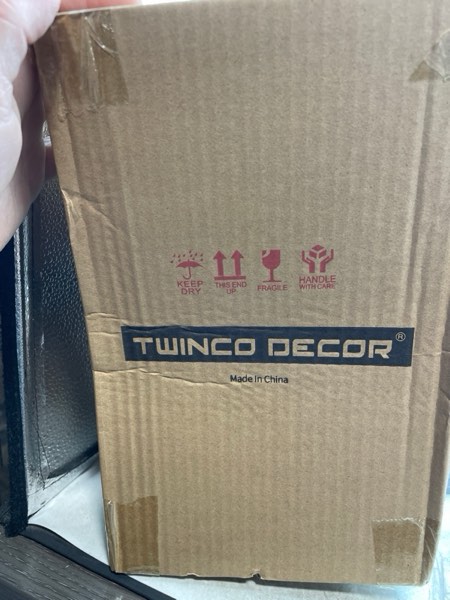 KEEP DRY
THIS END UP
FRAGILE
HANDLE WITH CARE
TWINCO DECOR®
Made In China